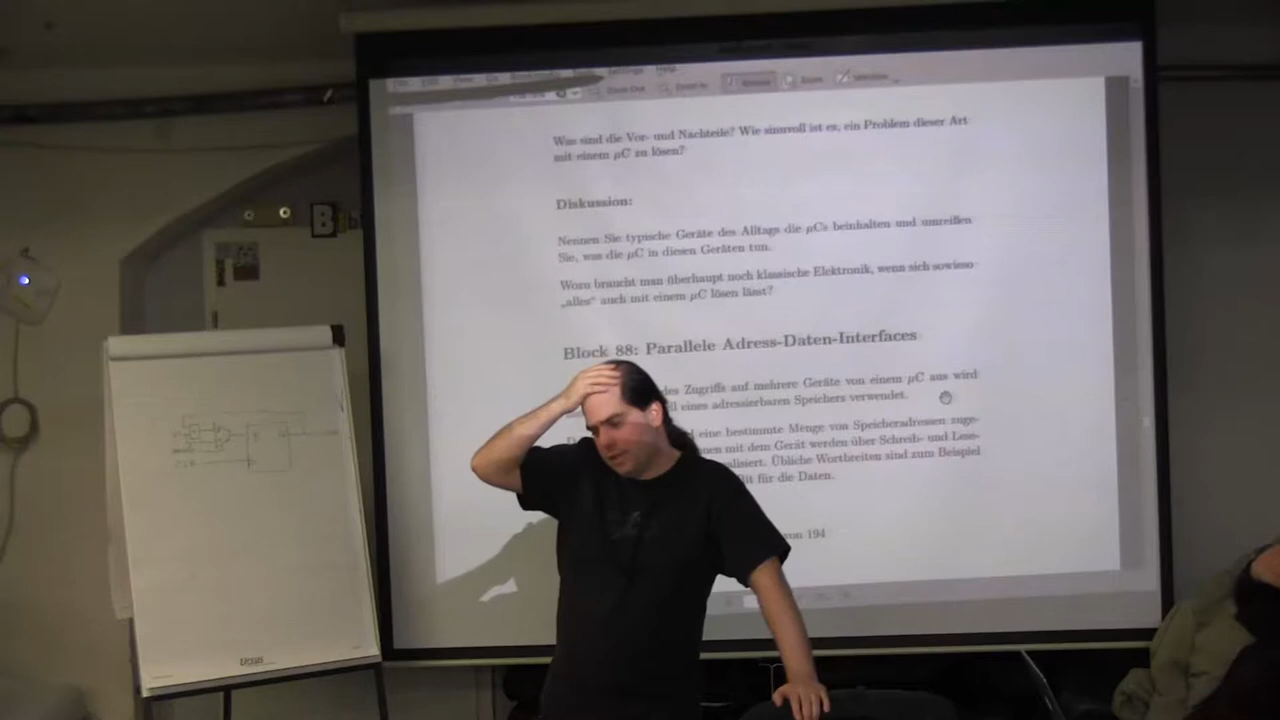 Was sind die Vor- und Nachteile? Wie sinnvoll ist es, ein Problem dieser Art
mit einem µC zu lösen?
Diskussion:
Nennen Sie typische Geräte des Alltags die µCs beinhalten und umreißen
Sie, was die µC in diesen Geräten tun.
Wozu braucht man überhaupt noch klassische Elektronik, wenn sich sowieso
„alles“ auch mit einem µC lösen lässt?
Block 88: Parallele Adress-Daten-Interfaces
des Zugriffs auf mehrere Geräte von einem µC aus wird
eines adressierbaren Speichers verwendet.
eine bestimmte Menge von Speicheradressen zuge-
mit dem Gerät werden über Schreib- und Lese-
Übliche Wortbreiten sind zum Beispiel
für die Daten.
von 194
B